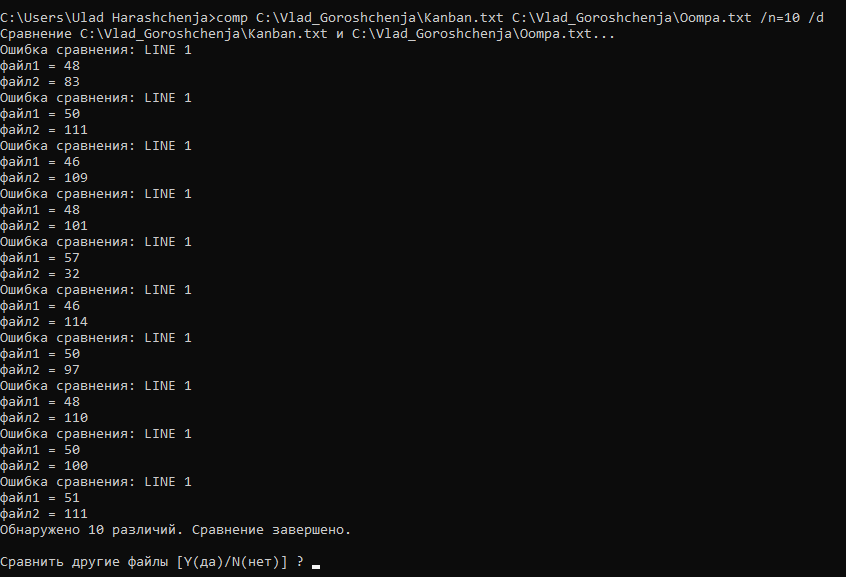 C:\Users\Ulad Harashchenja>comp C:\Vlad_Goroshchenja\Kanban.txt C:\Vlad_Goroshchenja\Oompa.txt /n=10 /d
Сравнение C:\Vlad_Goroshchenja\Kanban.txt и C:\Vlad_Goroshchenja\Oompa.txt...
Ошибка сравнения: LINE 1
файл1 = 48
файл2 = 83
Ошибка сравнения: LINE 1
файл1 = 50
файл2 = 111
Ошибка сравнения: LINE 1
файл1 = 46
файл2 = 109
Ошибка сравнения: LINE 1
файл1 = 48
файл2 = 101
Ошибка сравнения: LINE 1
файл1 = 57
файл2 = 32
Ошибка сравнения: LINE 1
файл1 = 46
файл2 = 114
Ошибка сравнения: LINE 1
файл1 = 50
файл2 = 97
Ошибка сравнения: LINE 1
файл1 = 48
файл2 = 110
Ошибка сравнения: LINE 1
файл1 = 50
файл2 = 100
Ошибка сравнения: LINE 1
файл1 = 51
файл2 = 111
Обнаружено 10 различий. Сравнение завершено.
Сравнить другие файлы [Y(да)/N(нет)] ?